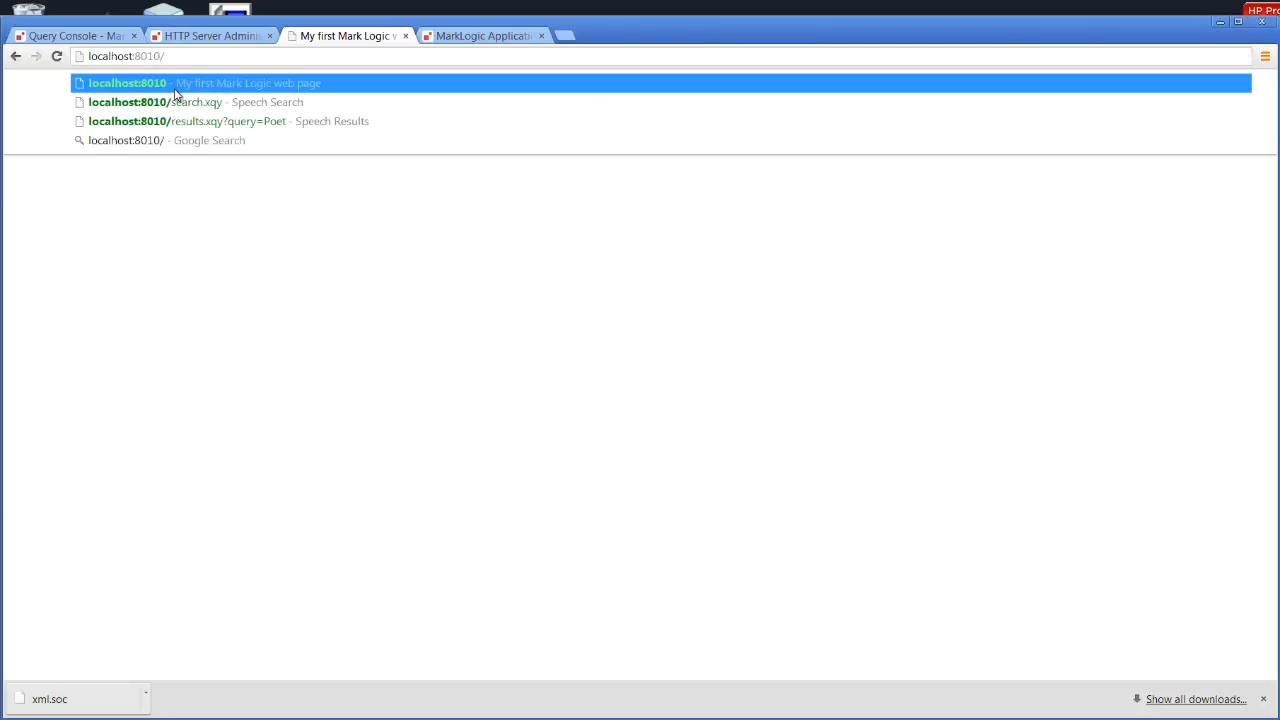 HP Pro
Query Console - Mar
HTTP Server Adminis
My first Mark Logic w
MarkLogic Applicati
localhost:8010/
localhost:8010 - My first Mark Logic web page
localhost:8010/search.xqy - Speech Search
localhost:8010/results.xqy?query=Poet - Speech Results
localhost:8010/ - Google Search
xml.soc
Show all downloads...